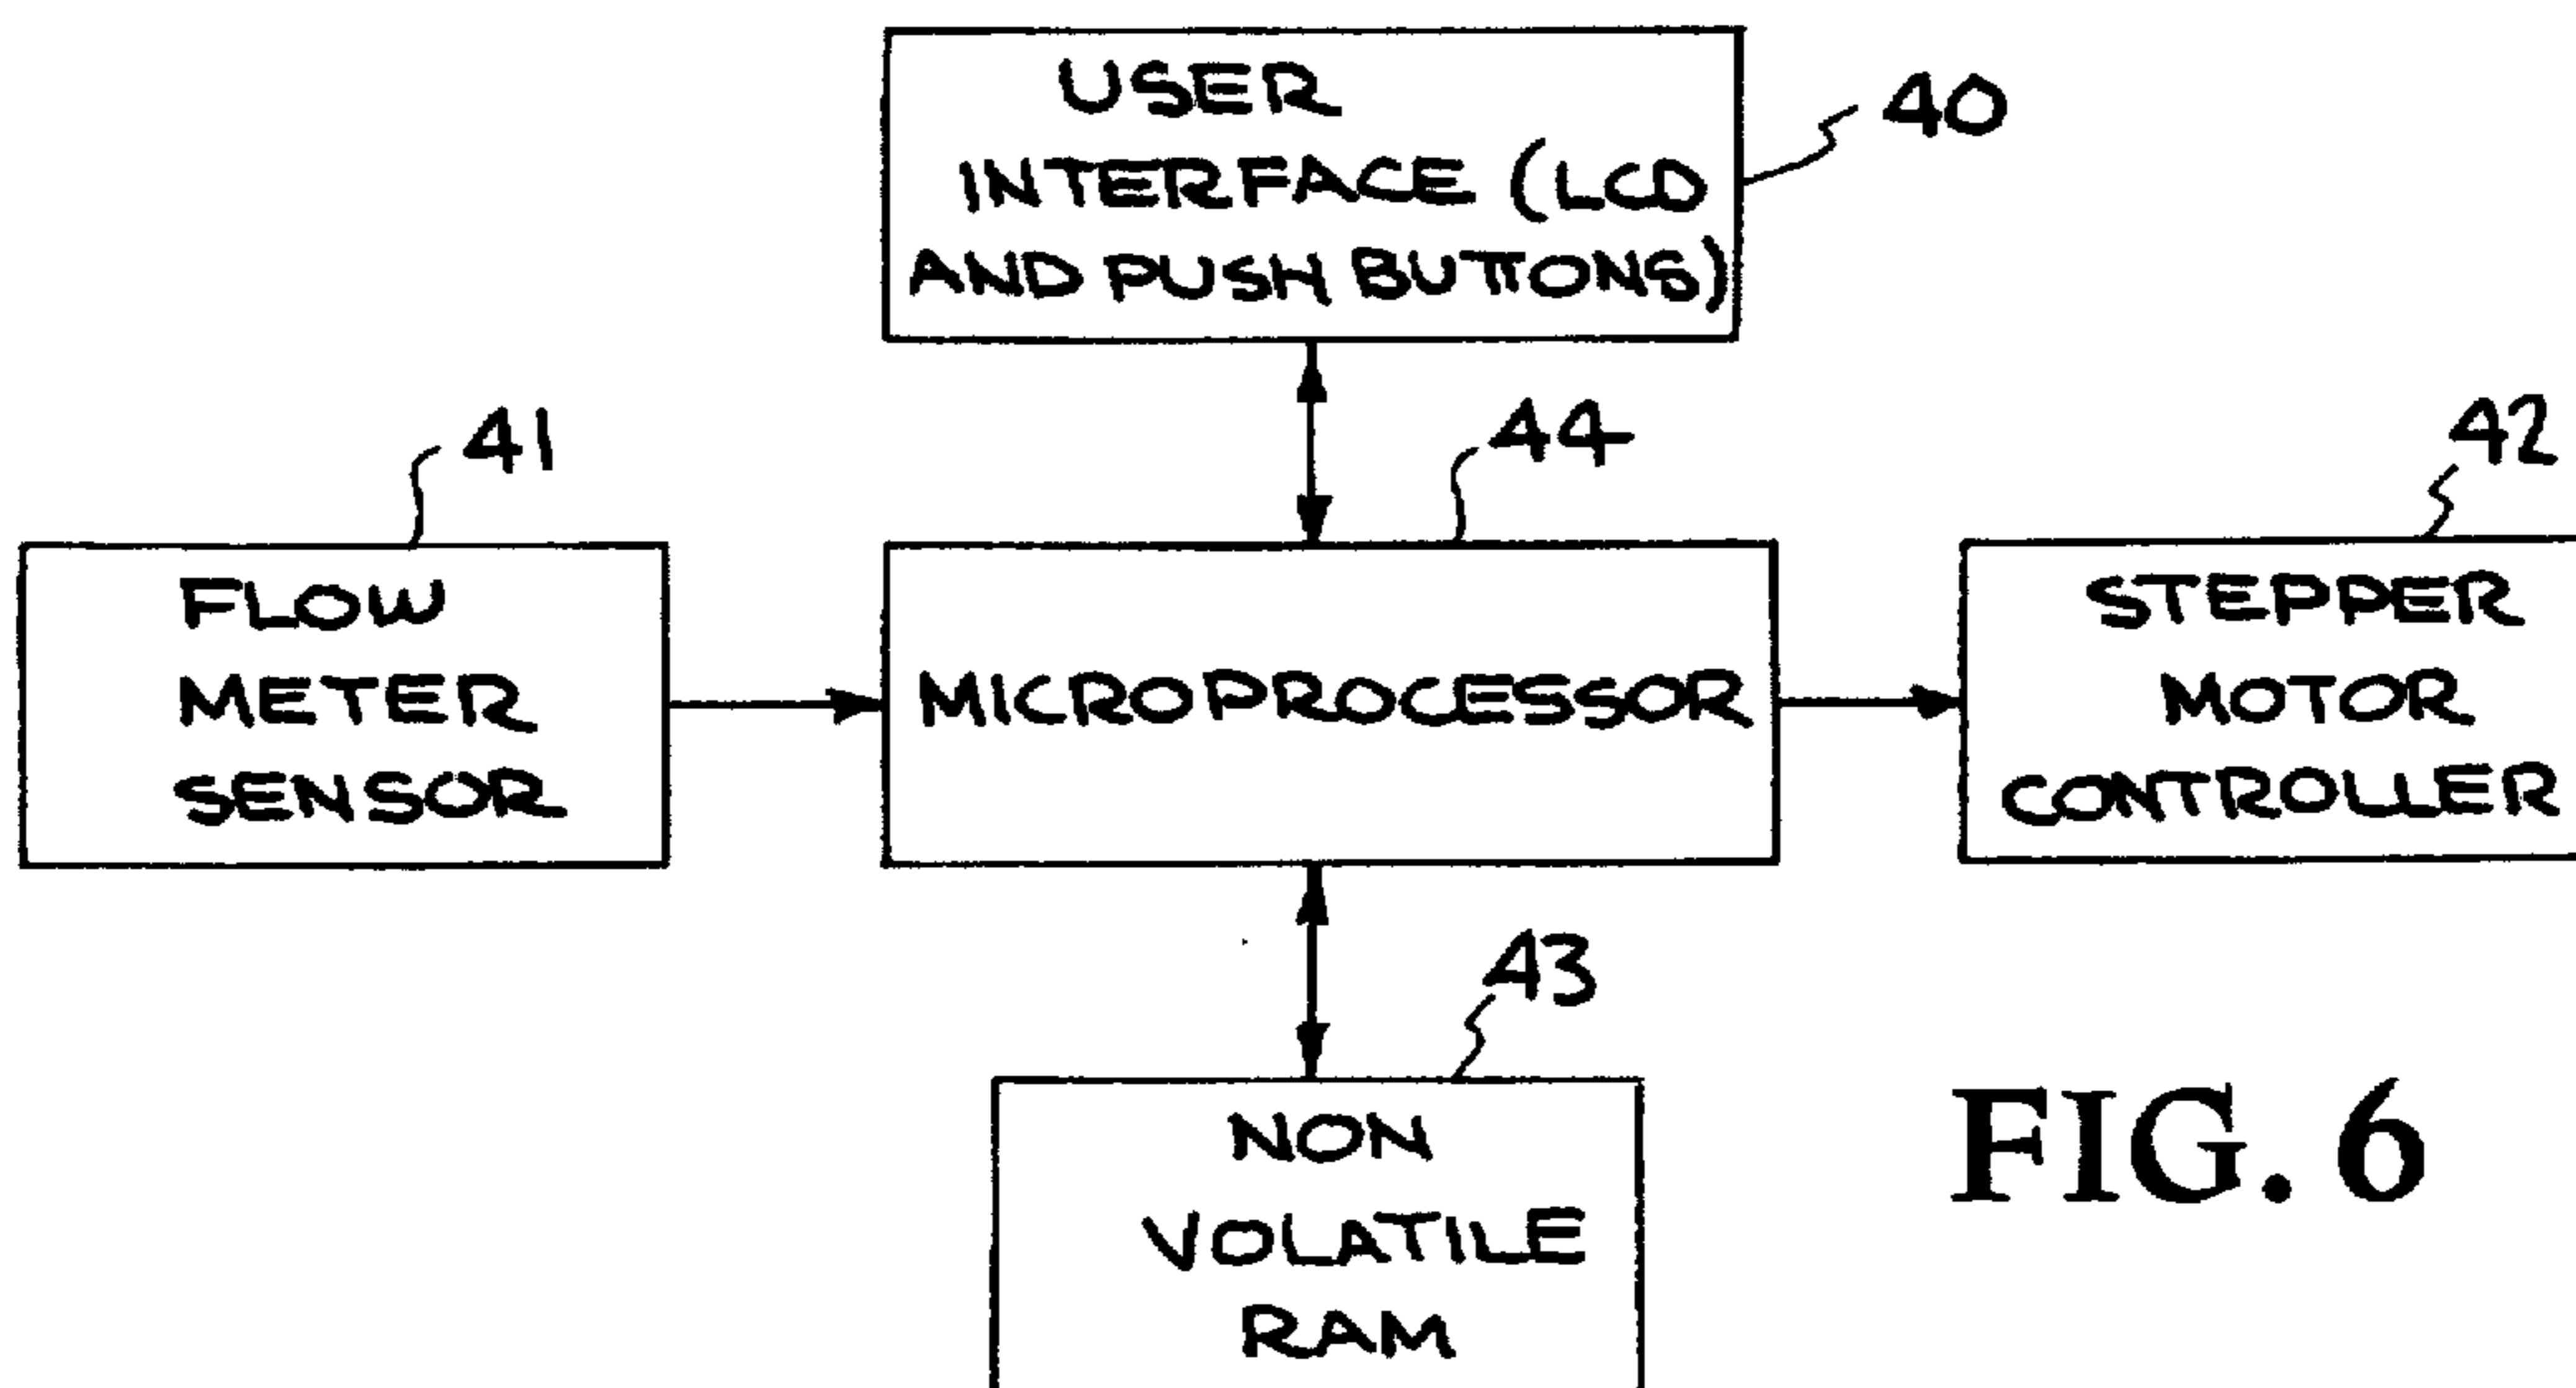 USER
INTERFACE (LCD
AND PUSH BUTTONS)
40
41
44
42
FLOW
METER
SENSOR
MICROPROCESSOR
STEPPER
MOTOR
CONTROLLER
43
NON
VOLATILE
RAM
FIG. 6